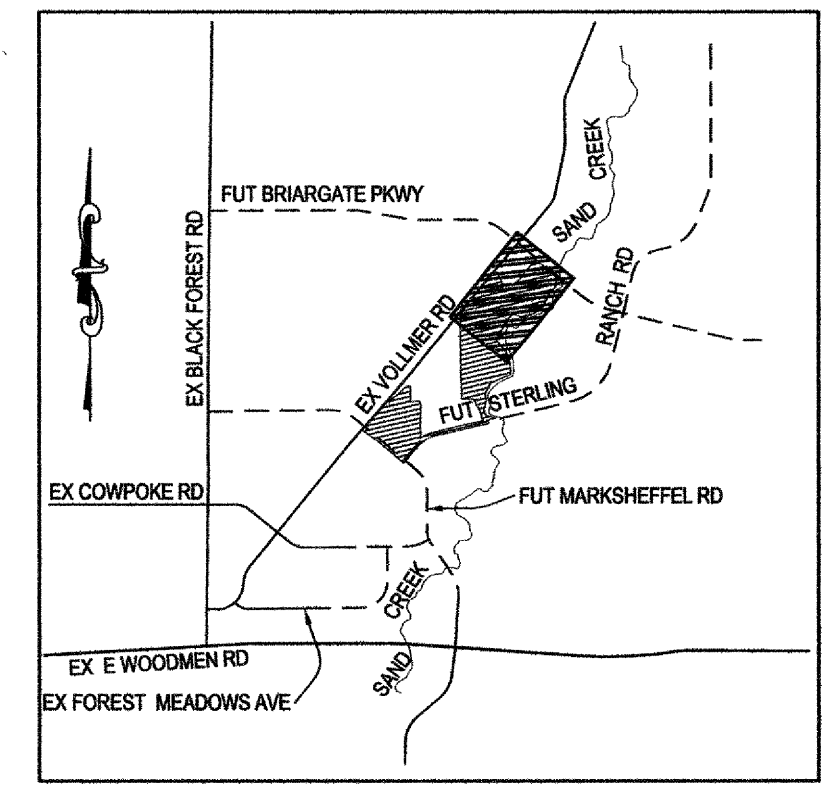 FUT BRIARGATE PKWY
EX BLACK FOREST RD
SAND CREEK
EX VOLLMER RD
RANCH RD
FUT STERLING
EX COWPOKE RD
FUT MARKSHEFFEL RD
SAND CREEK
EX E WOODMEN RD
EX FOREST MEADOWS AVE